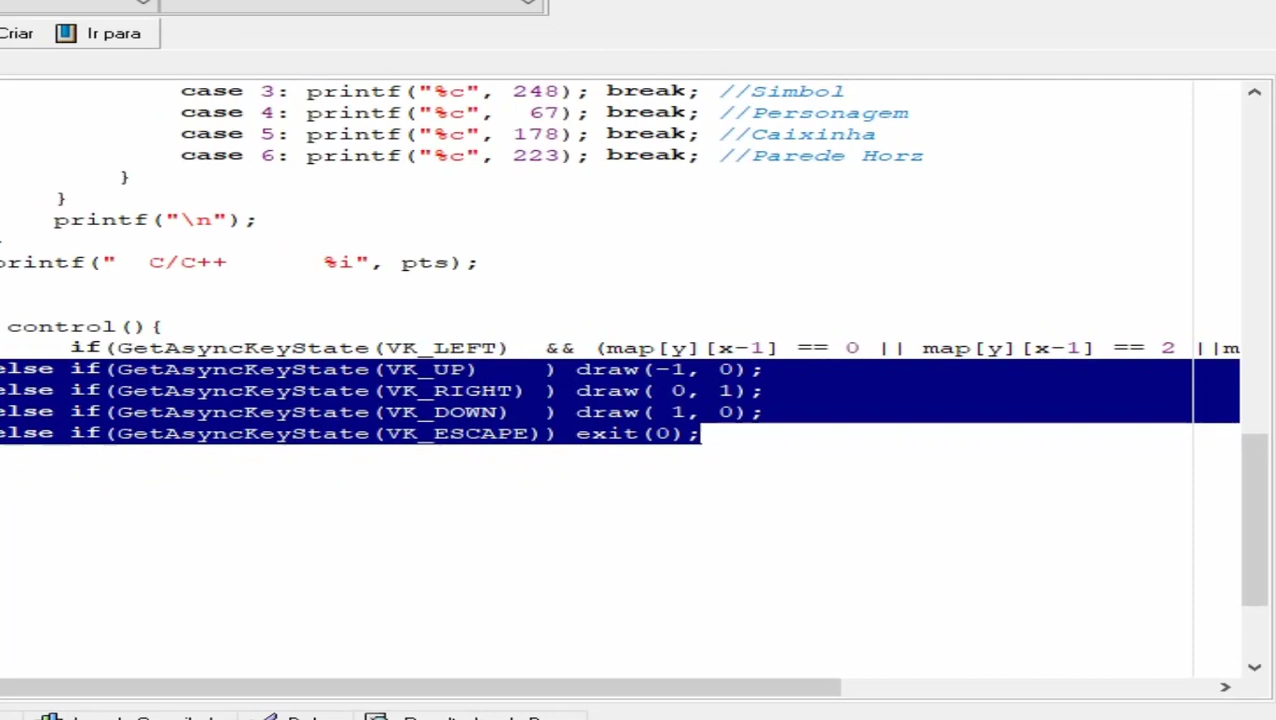 Criar Ir para
case 3: printf("%c", 248); break; //Simbol
case 4: printf("%c", 67); break; //Personagem
case 5: printf("%c", 178); break; //Caixinha
case 6: printf("%c", 223); break; //Parede Horz
}
}
printf("\n");
printf(" C/C++ %i", pts);
control(){
if(GetAsyncKeyState(VK_LEFT) && (map[y][x-1] == 0 || map[y][x-1] == 2 ||m
else if(GetAsyncKeyState(VK_UP) ) draw(-1, 0);
else if(GetAsyncKeyState(VK_RIGHT) ) draw( 0, 1);
else if(GetAsyncKeyState(VK_DOWN) ) draw( 1, 0);
else if(GetAsyncKeyState(VK_ESCAPE)) exit(0);